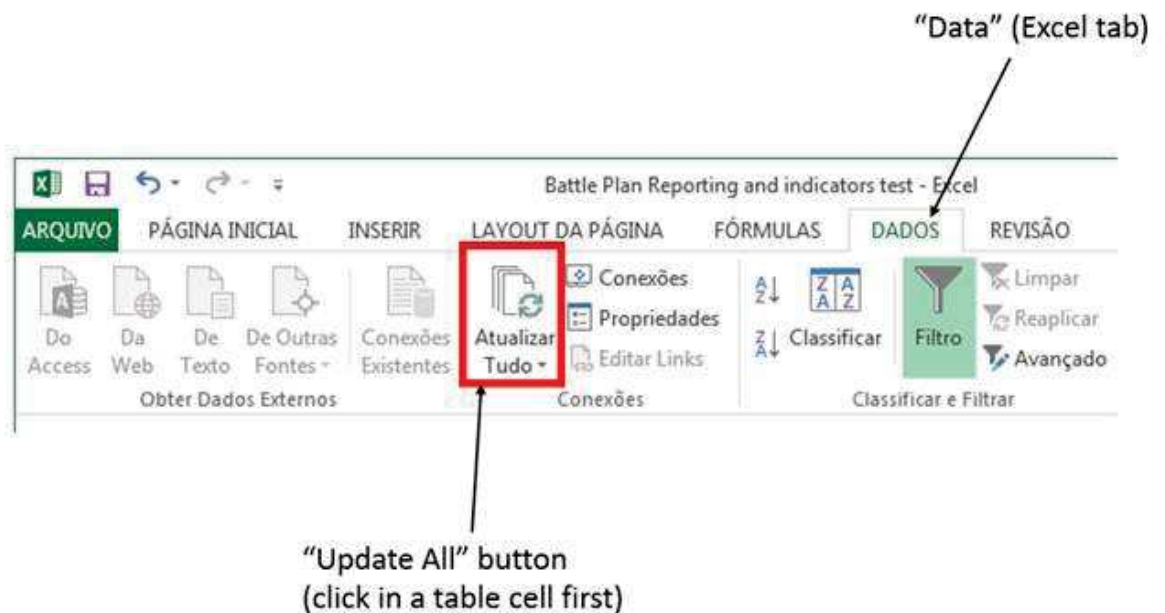 “Data” (Excel tab)
Battle Plan Reporting and indicators test - Excel
ARQUIVO PÁGINA INICIAL INSERIR LAYOUT DA PÁGINA FÓRMULAS DADOS REVISÃO
Do Access
Da Web
De Texto
De Outras Fontes
Conexões Existentes
Obter Dados Externos
Atualizar Tudo
Conexões
Propriedades
Editar Links
Conexões
A Z
Z A
Z A
A Z
Classificar
Filtro
Limpar
Reaplicar
Avançado
Classificar e Filtrar
“Update All” button
(click in a table cell first)